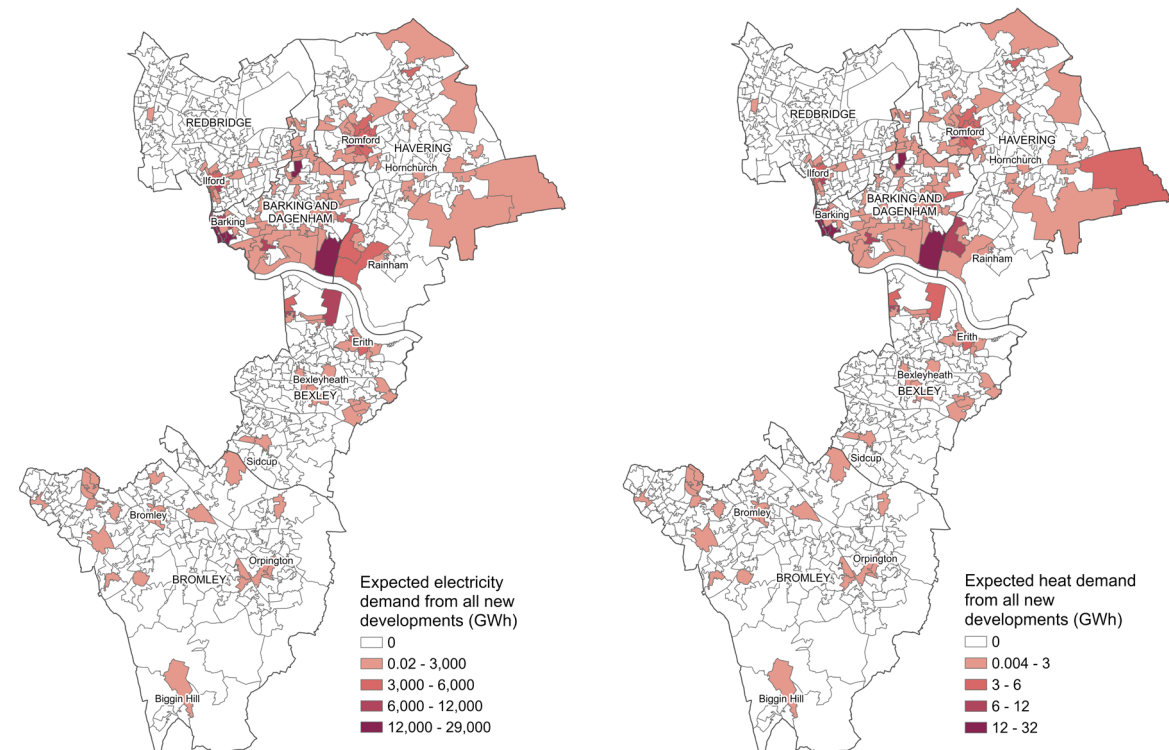 REDBRIDGE
Romford
HAVERING
Hornchurch
Ilford
BARKING AND
DAGENHAM
Barking
Rainham
Erith
Bexleyheath
BEXLEY
Sidcup
Bromley
Orpington
BROMLEY
Biggin Hill
Expected electricity
demand from all new
developments (GWh)
0
0.02 - 3,000
3,000 - 6,000
6,000 - 12,000
12,000 - 29,000
REDBRIDGE
Romford
HAVERING
Hornchurch
Ilford
BARKING AND
DAGENHAM
Barking
Rainham
Erith
Bexleyheath
BEXLEY
Sidcup
Bromley
Orpington
BROMLEY
Biggin Hill
Expected heat demand
from all new
developments (GWh)
0
0.004 - 3
3 - 6
6 - 12
12 - 32